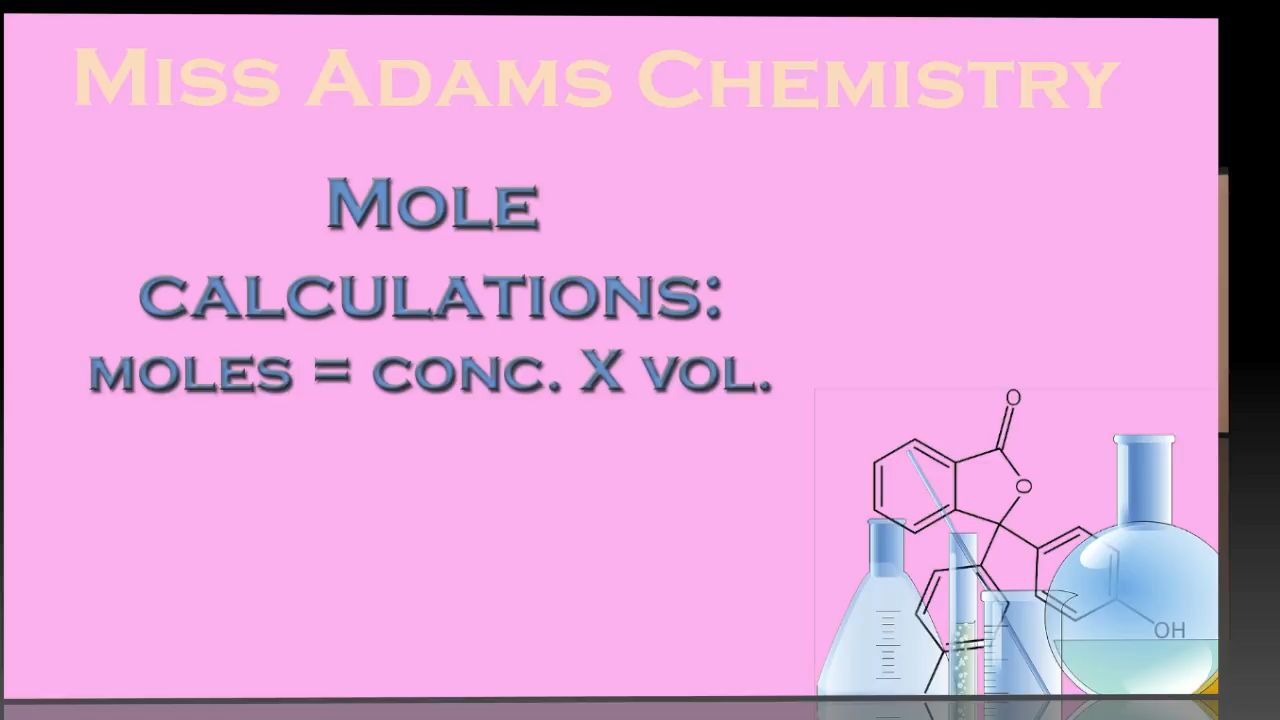 Miss Adams Chemistry
Mole
calculations:
moles = conc. X vol.
O
O
OH